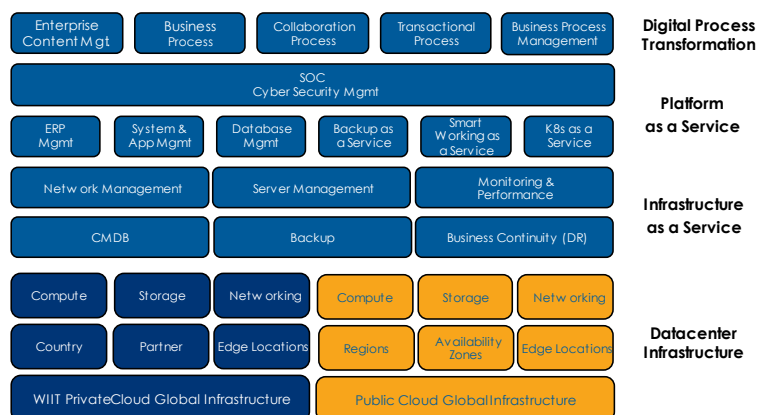 Enterprise
Content Mgt.
Business
Process
Collaboration
Process
Transactional
Process
Business Process
Management
Digital Process
Transformation
SOC
Cyber Security Mgmt
Platform
as a Service
ERP
Mgmt
System &
App Mgmt
Database
Mgmt
Backup as
a Service
Smart
Working as
a Service
K8s as a
Service
Network Management
Server Management
Monitoring &
Performance
Infrastructure
as a Service
CMDB
Backup
Business Continuity (DR)
Compute
Storage
Networking
Compute
Storage
Networking
Datacenter
Infrastructure
Country
Partner
Edge Locations
Regions
Availability
Zones
Edge Locations
WIIT PrivateCloud Global Infrastructure
Public Cloud Global Infrastructure